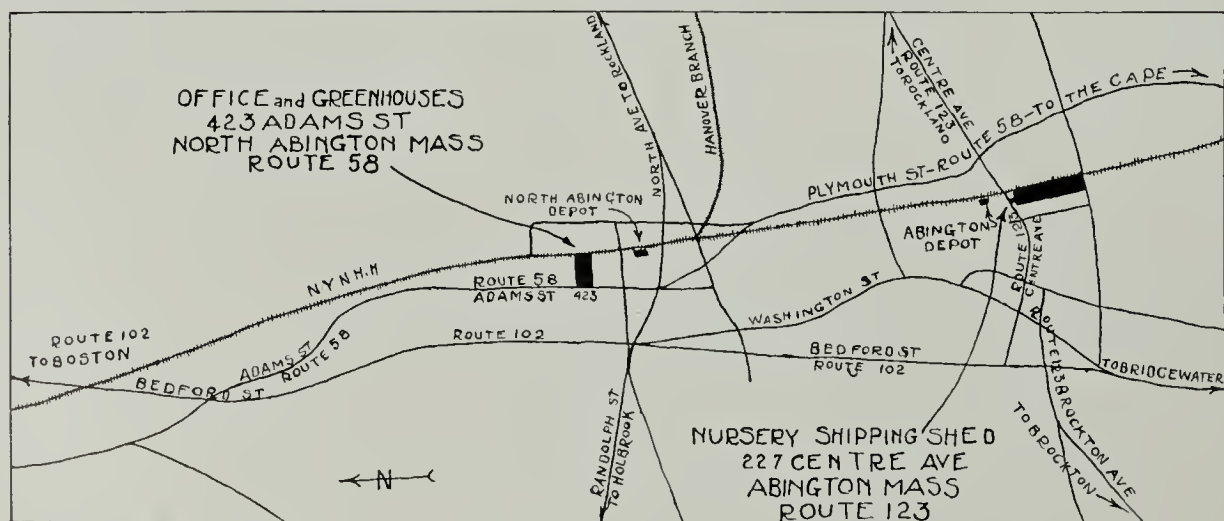 OFFICE and GREENHOUSES
423 ADAMS ST
NORTH ABINGTON MASS
ROUTE 58
NORTH ABINGTON
DEPOT
NORTH AVE TO ROCKLAND
HANOVER BRANCH
CENTRE AVE
ROUTE 123
TO ROCKLAND
PLYMOUTH ST-ROUTE 58-TO THE CAPE
ABINGTON
DEPOT
ROUTE 123
CENTRE AVE
N Y N H.H
ROUTE 58
ADAMS ST
423
WASHINGTON ST
ROUTE 102
TO BOSTON
ADAMS ST
ROUTE 58
BEDFORD ST
ROUTE 102
BEDFORD ST
ROUTE 102
TO BRIDGEWATER
ROUTE 123 BROCKTON AVE
TO BROCKTON
RANDOLPH ST
TO HOLBROOK
N
NURSERY SHIPPING SHED
227 CENTRE AVE
ABINGTON MASS
ROUTE 123